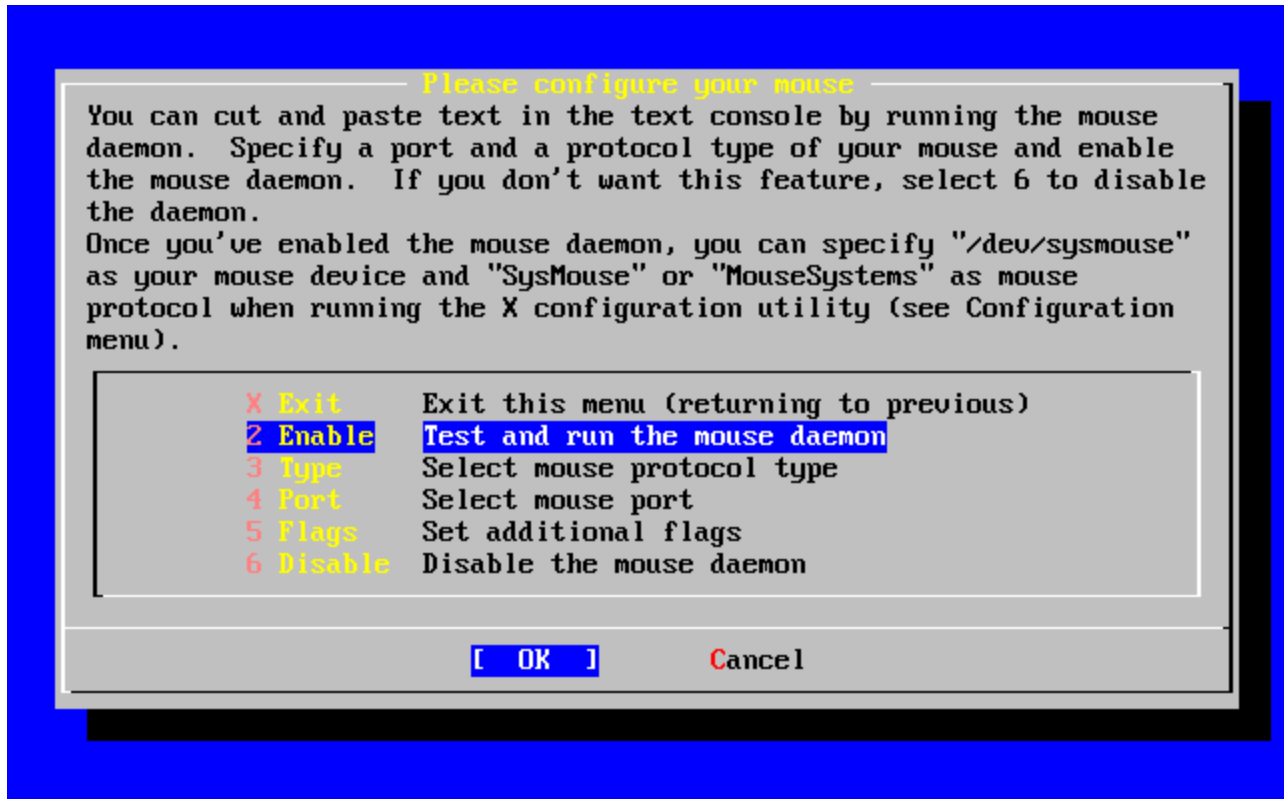 Please configure your mouse
You can cut and paste text in the text console by running the mouse
daemon.  Specify a port and a protocol type of your mouse and enable
the mouse daemon.  If you don't want this feature, select 6 to disable
the daemon.
Once you've enabled the mouse daemon, you can specify "/dev/sysmouse"
as your mouse device and "SysMouse" or "MouseSystems" as mouse
protocol when running the X configuration utility (see Configuration
menu).
X Exit Exit this menu (returning to previous)
2 Enable Test and run the mouse daemon
3 Type Select mouse protocol type
4 Port Select mouse port
5 Flags Set additional flags
6 Disable Disable the mouse daemon
[ OK ] Cancel